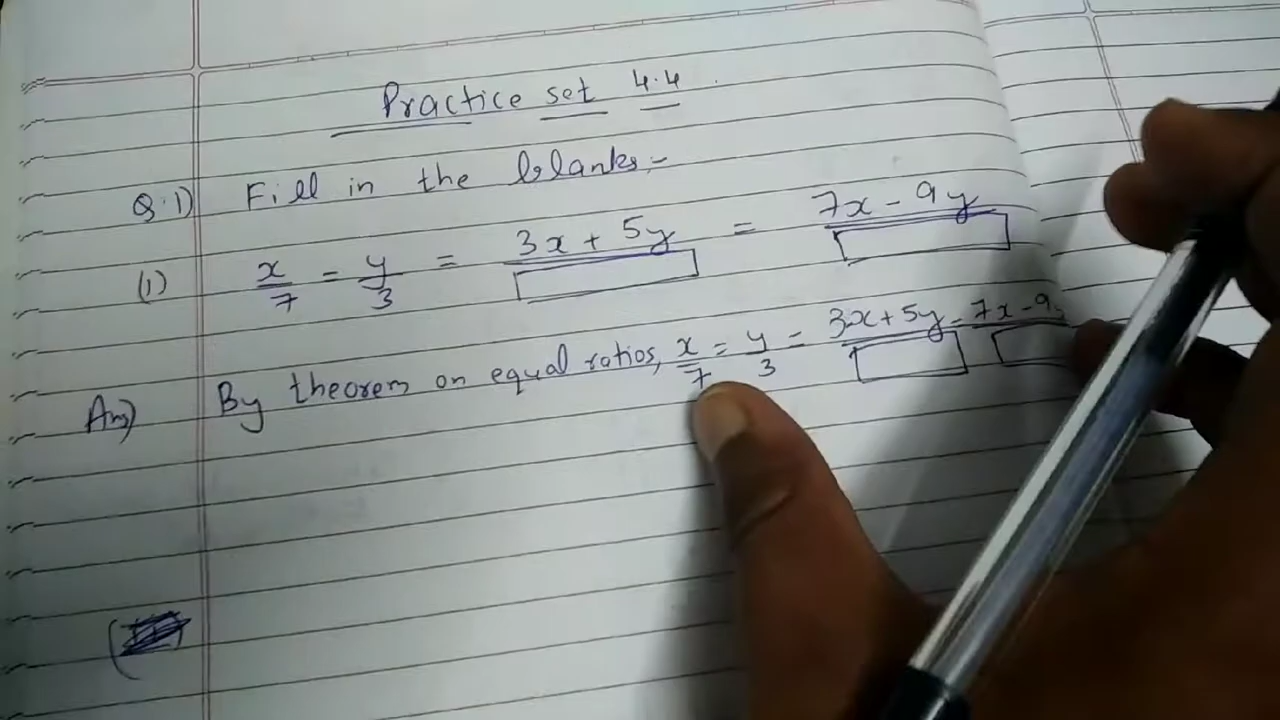 Practice set 4.4
Q.1) Fill in the blanks:-
(1) x/7 = y/3 = 3x + 5y/☐ = 7x - 9y/☐
Ans) By theorem on equal ratios, x/7 = y/3 = 3x+5y/☐ = 7x-9y/☐